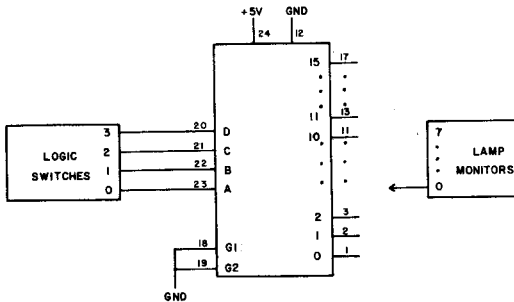 +5V GND
24 12
15 17
11 13
10 11
3 20 D
LOGIC SWITCHES
2 21 C
1 22 B
0 23 A
7
LAMP MONITORS
0
2 3
1 2
0 1
18 G1
19 G2
GND